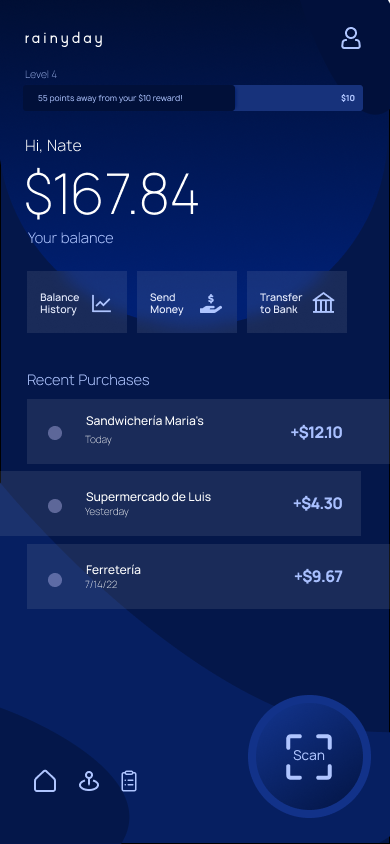 rainyday
Level 4
55 points away from your $10 reward!
$10
Hi, Nate
$167.84
Your balance
Balance
History
Send
Money
Transfer
to Bank
Recent Purchases
Sandwichería Maria's
+$12.10
Today
Supermercado de Luis
+$4.30
Yesterday
Ferretería
+$9.67
7/14/22
Scan